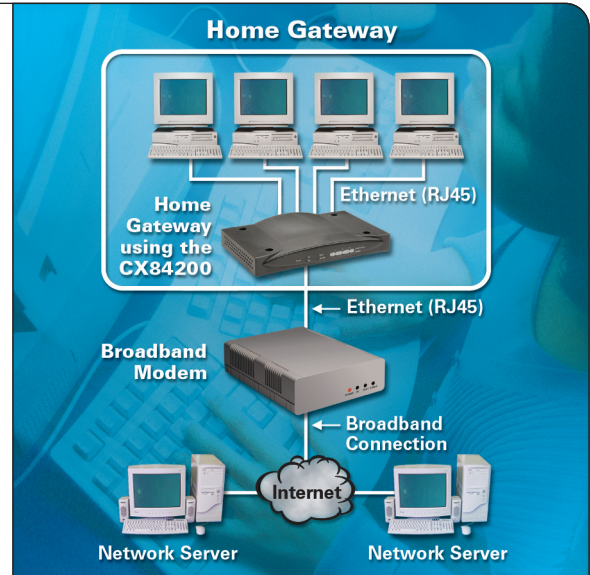 Home Gateway
Ethernet (RJ45)
Home
Gateway
using the
CX84200
Ethernet (RJ45)
Broadband
Modem
Broadband
Connection
Internet
Network Server
Network Server